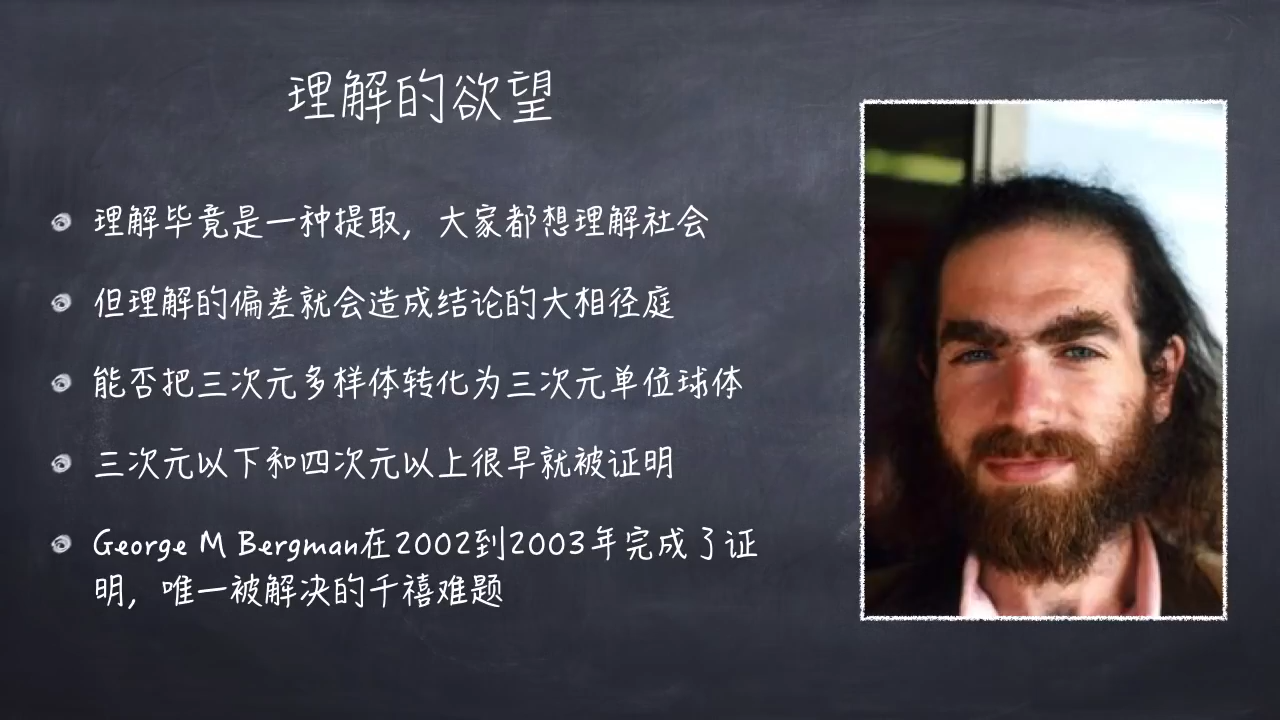 理解的欲望
理解毕竟是一种提取，大家都想理解社会
但理解的偏差就会造成结论的大相径庭
能否把三次元多样体转化为三次元单位球体
三次元以下和四次元以上很早就被证明
George M Bergman在2002到2003年完成了证
明，唯一被解决的千禧难题